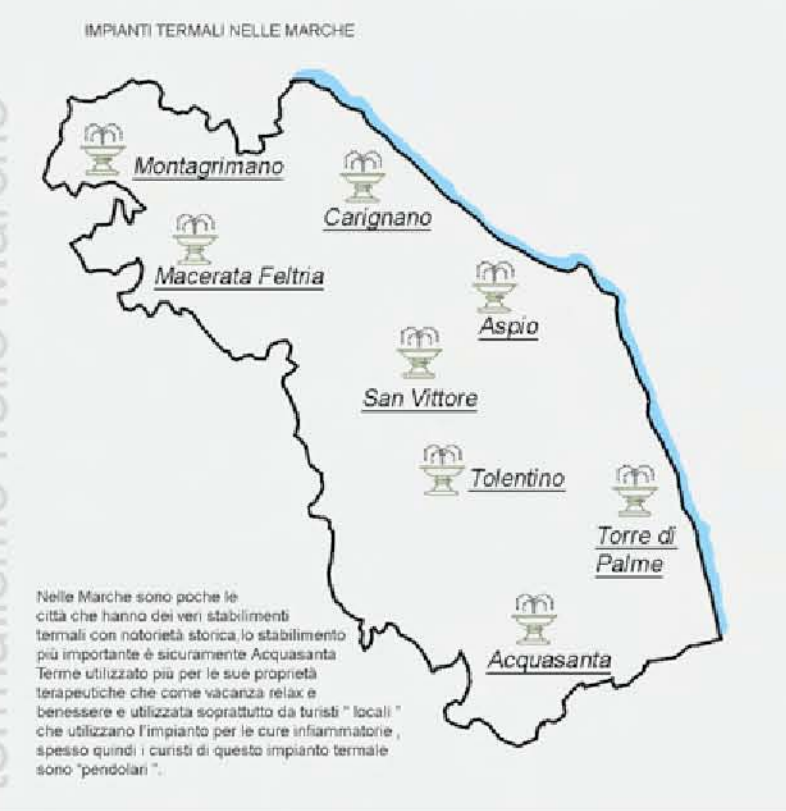 IMPIANTI TERMALI NELLE MARCHE
Montagrimano
Carignano
Macerata Feltria
Aspio
San Vittore
Tolentino
Torre di
Palme
Acquasanta
Nelle Marche sono poche le
città che hanno dei veri stabilimenti
termali con notorietà storica, lo stabilimento
più importante è sicuramente Acquasanta
Terme utilizzato più per le sue proprietà
terapeutiche che come vacanza relax e
benessere e utilizzata soprattutto da turisti " locali "
che utilizzano l'impianto per le cure infiammatorie ,
spesso quindi i curisti di questo impianto termale
sono "pendolari ".